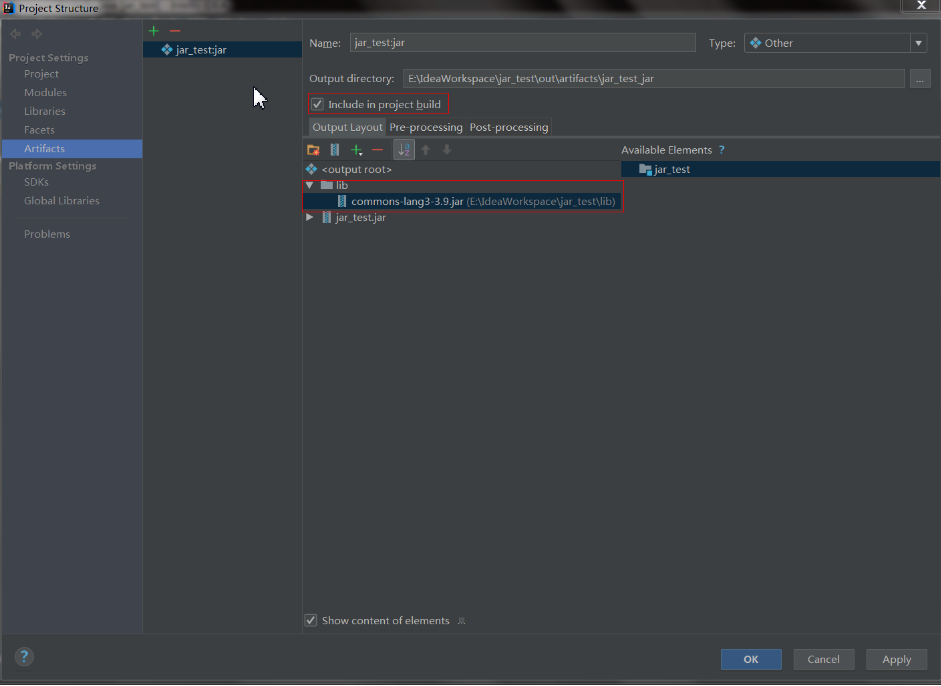 Project Structure
X
Project Settings
Project
Modules
Libraries
Facets
Artifacts
Platform Settings
SDKs
Global Libraries
Problems
jar_test:jar
Name: jar_test:jar Type: Other
Output directory: E:\IdeaWorkspace\jar_test\out\artifacts\jar_test_jar ...
Include in project build
Output Layout Pre-processing Post-processing
Available Elements ?
<output root>
jar_test
lib
commons-lang3-3.9.jar (E:\IdeaWorkspace\jar_test\lib)
jar_test.jar
Show content of elements
? OK Cancel Apply